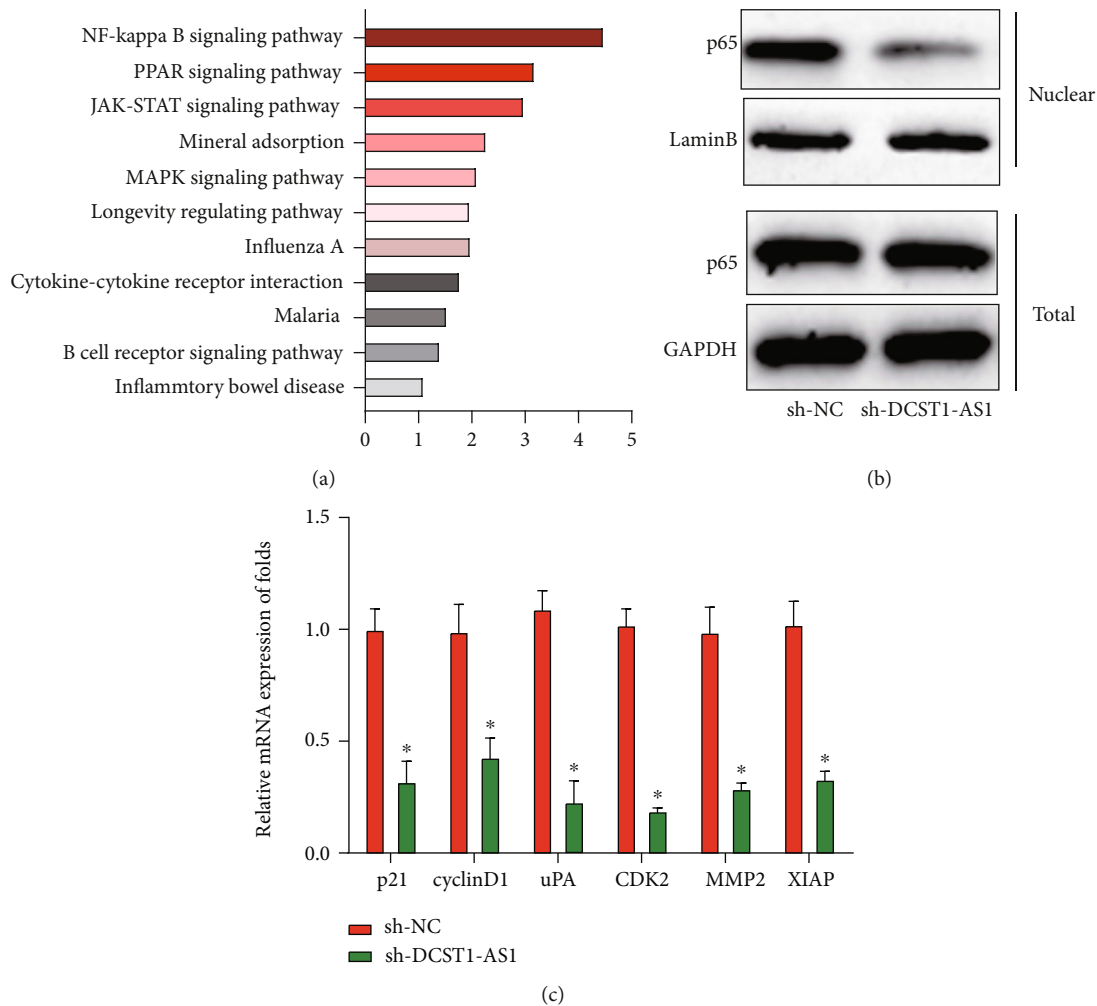 NF-kappa B signaling pathway
PPAR signaling pathway
JAK-STAT signaling pathway
Mineral adsorption
MAPK signaling pathway
Longevity regulating pathway
Influenza A
Cytokine-cytokine receptor interaction
Malaria
B cell receptor signaling pathway
Inflammtory bowel disease
0 1 2 3 4 5
(a)
p65
LaminB
Nuclear
p65
GAPDH
Total
sh-NC sh-DCST1-AS1
(b)
Relative mRNA expression of folds
1.5
1.0
0.5
0.0
* * * * * *
p21 cyclinD1 uPA CDK2 MMP2 XIAP
sh-NC
sh-DCST1-AS1
(c)